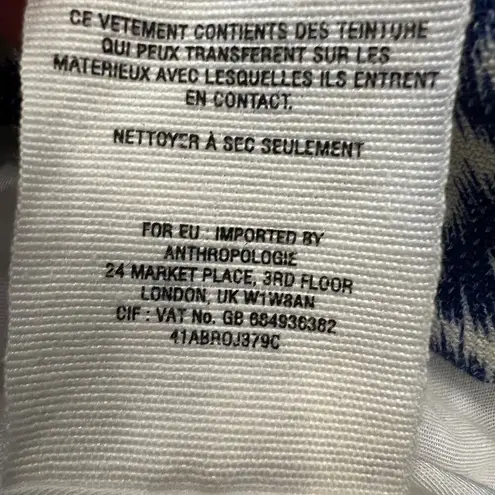 CE VETEMENT CONTIENTS DES TEINTURE
QUI PEUX TRANSFERENT SUR LES
MATERIEUX AVEC LESQUELLES ILS ENTRENT
EN CONTACT.
NETTOYER À SEC SEULEMENT
FOR EU : IMPORTED BY
ANTHROPOLOGIE
24 MARKET PLACE, 3RD FLOOR
LONDON, UK W1W8AN
CIF : VAT No. GB 664936382
41ABROJ379C